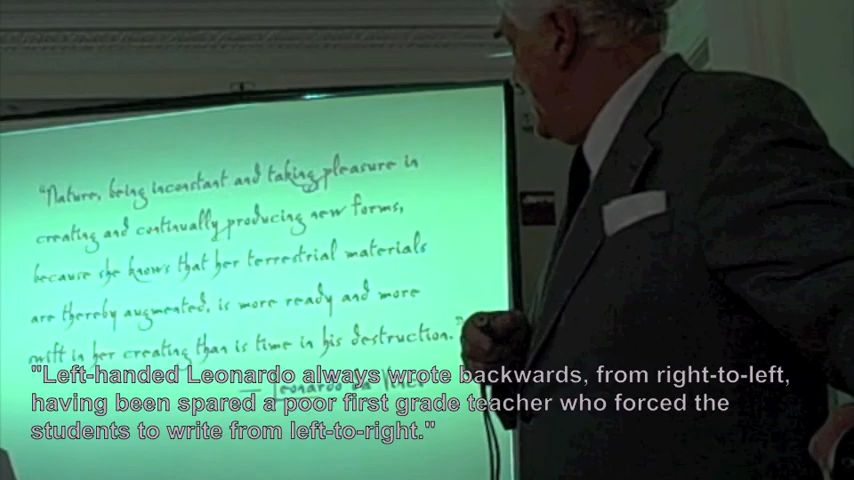 "Nature, being inconstant and taking pleasure in
creating and continually producing new forms,
because she knows that her terrestrial materials
are thereby augmented, is more ready and more
swift in her creating than is time in his destruction."
— Leonardo da Vinci
"Left-handed Leonardo always wrote backwards, from right-to-left,
having been spared a poor first grade teacher who forced the
students to write from left-to-right."